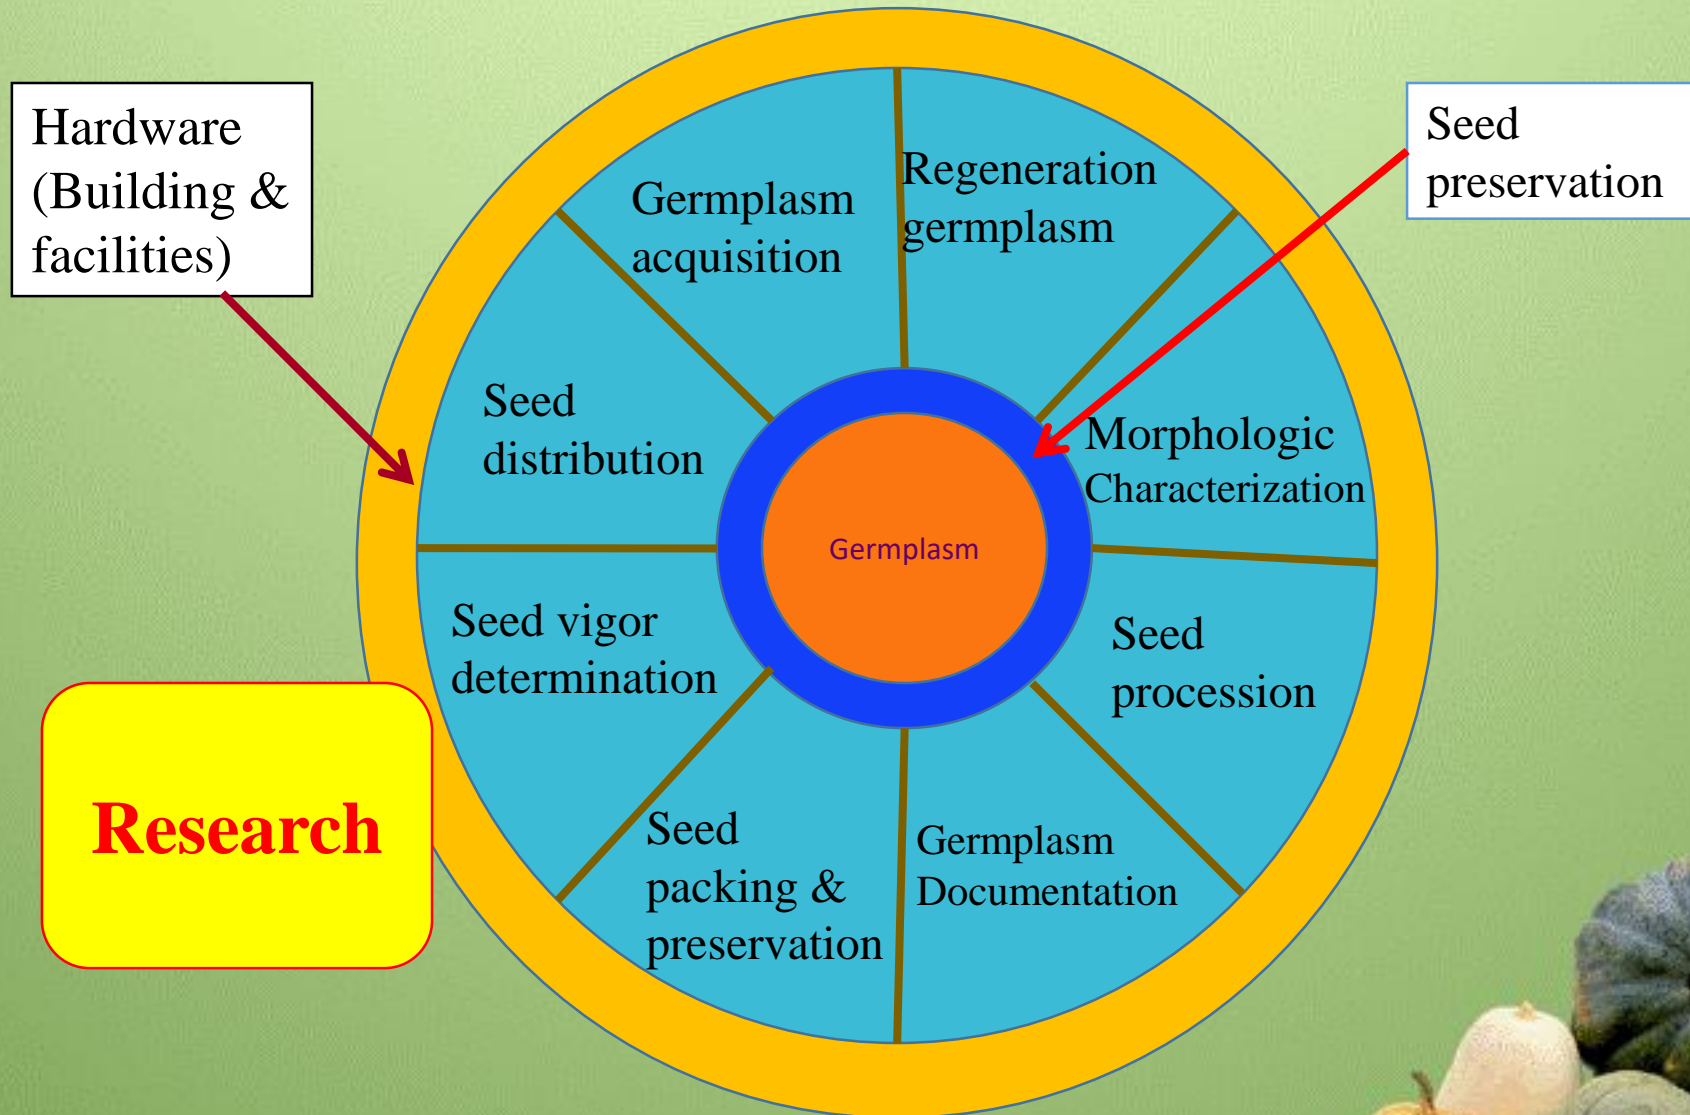 Hardware
(Building &
facilities)
Seed
preservation
Germplasm
acquisition
Regeneration
germplasm
Seed
distribution
Morphologic
Characterization
Germplasm
Seed vigor
determination
Seed
procession
Research
Seed
packing &
preservation
Germplasm
Documentation